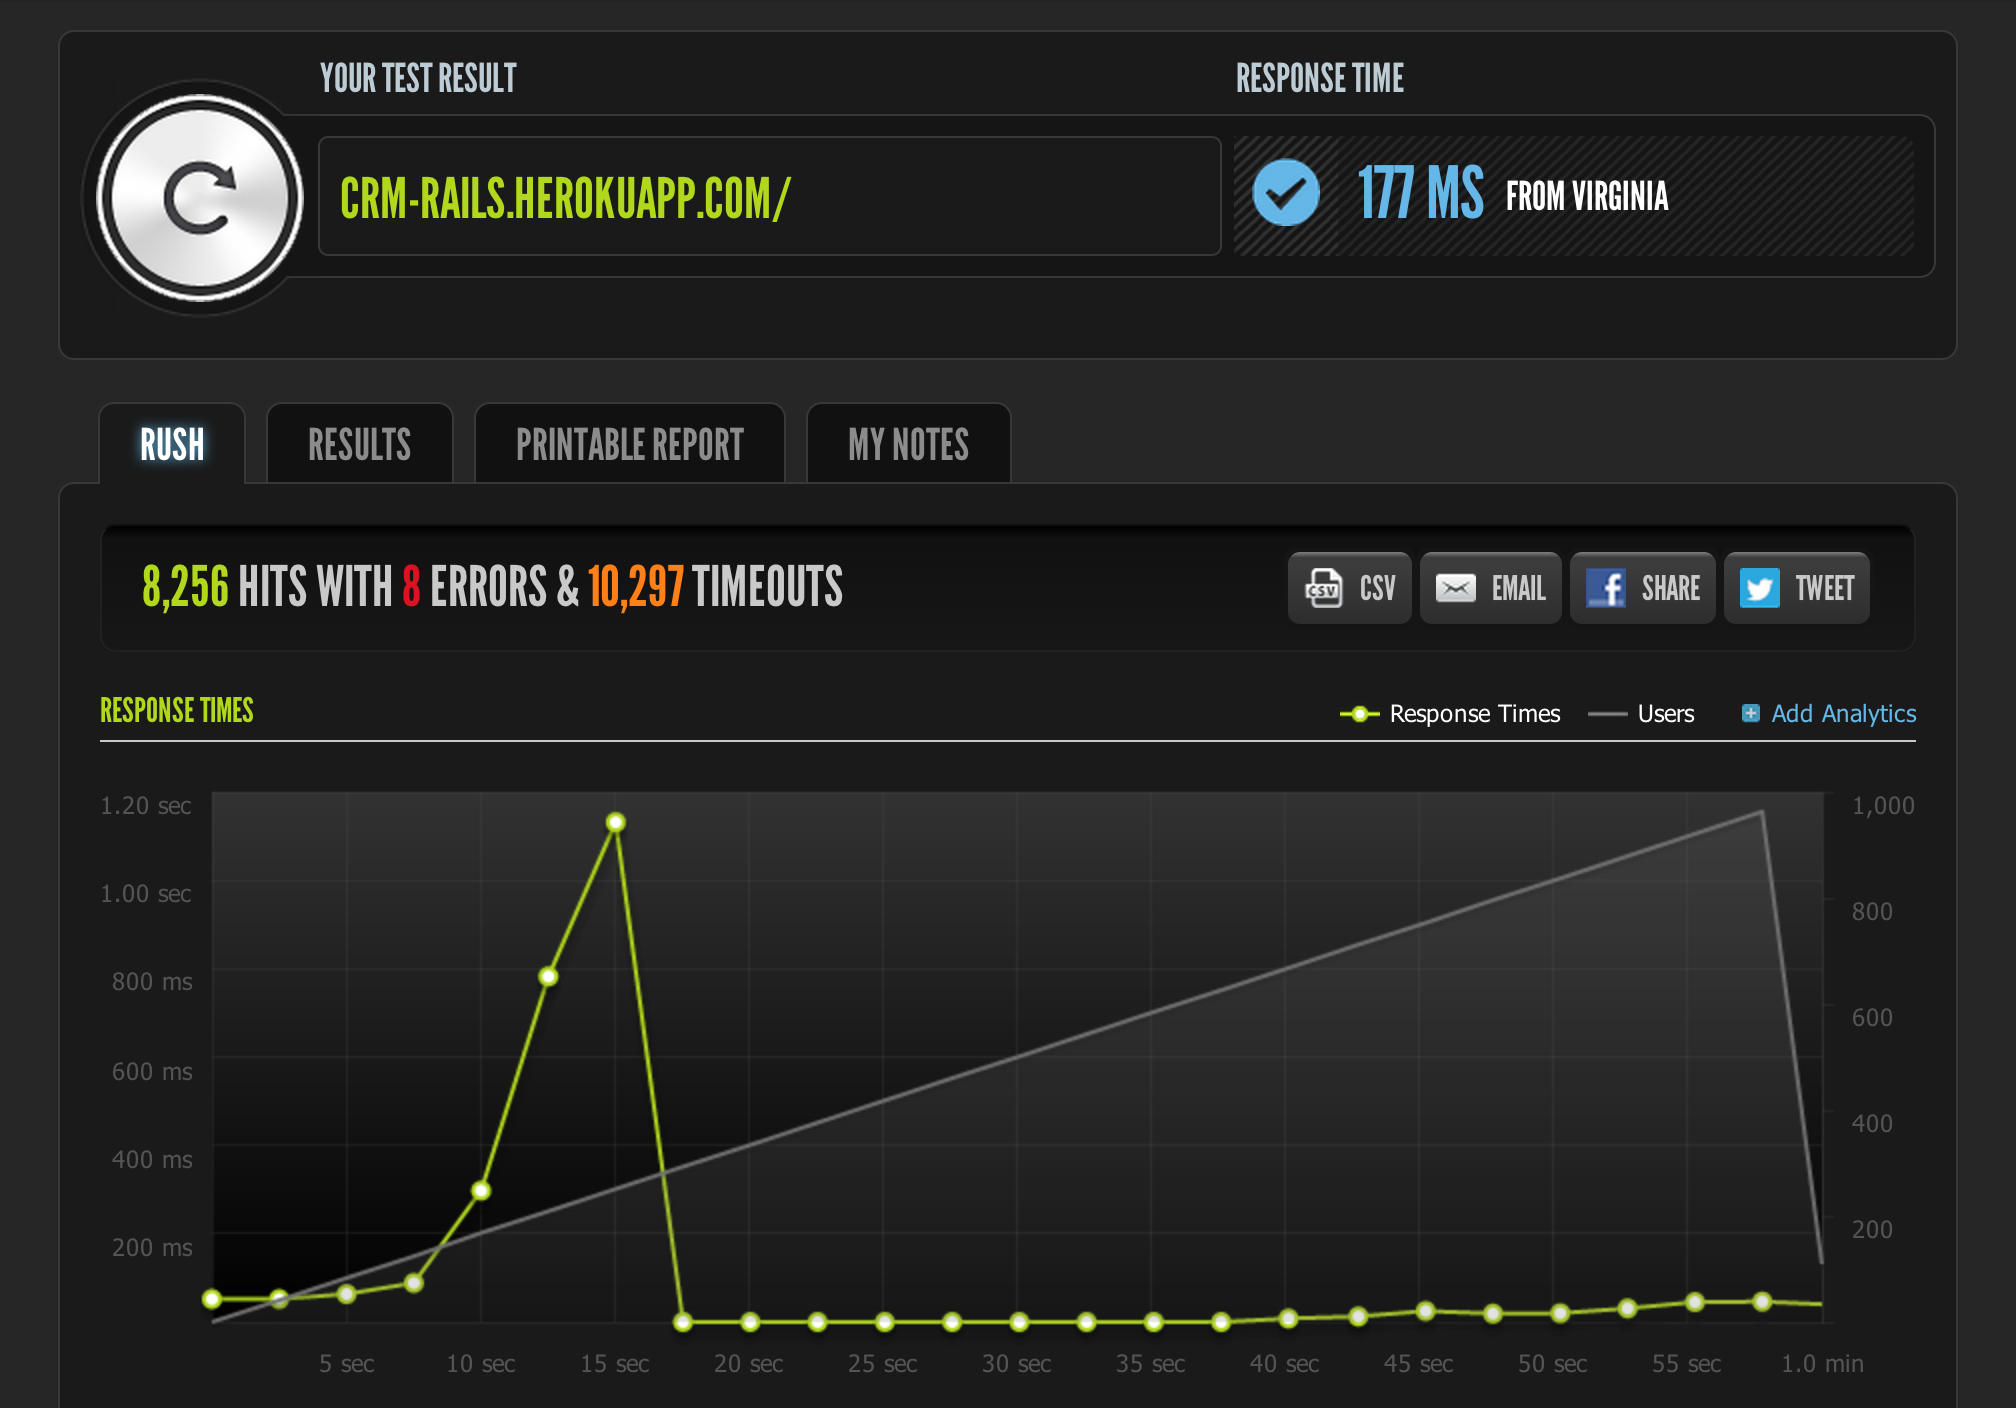 YOUR TEST RESULT
RESPONSE TIME
CRM-RAILS.HEROKUAPP.COM/
177 MS FROM VIRGINIA
RUSH
RESULTS
PRINTABLE REPORT
MY NOTES
8,256 HITS WITH 8 ERRORS & 10,297 TIMEOUTS
CSV
CSV
EMAIL
SHARE
TWEET
RESPONSE TIMES
Response Times
Users
Add Analytics
1.20 sec
1.00 sec
800 ms
600 ms
400 ms
200 ms
1,000
800
600
400
200
5 sec
10 sec
15 sec
20 sec
25 sec
30 sec
35 sec
40 sec
45 sec
50 sec
55 sec
1.0 min